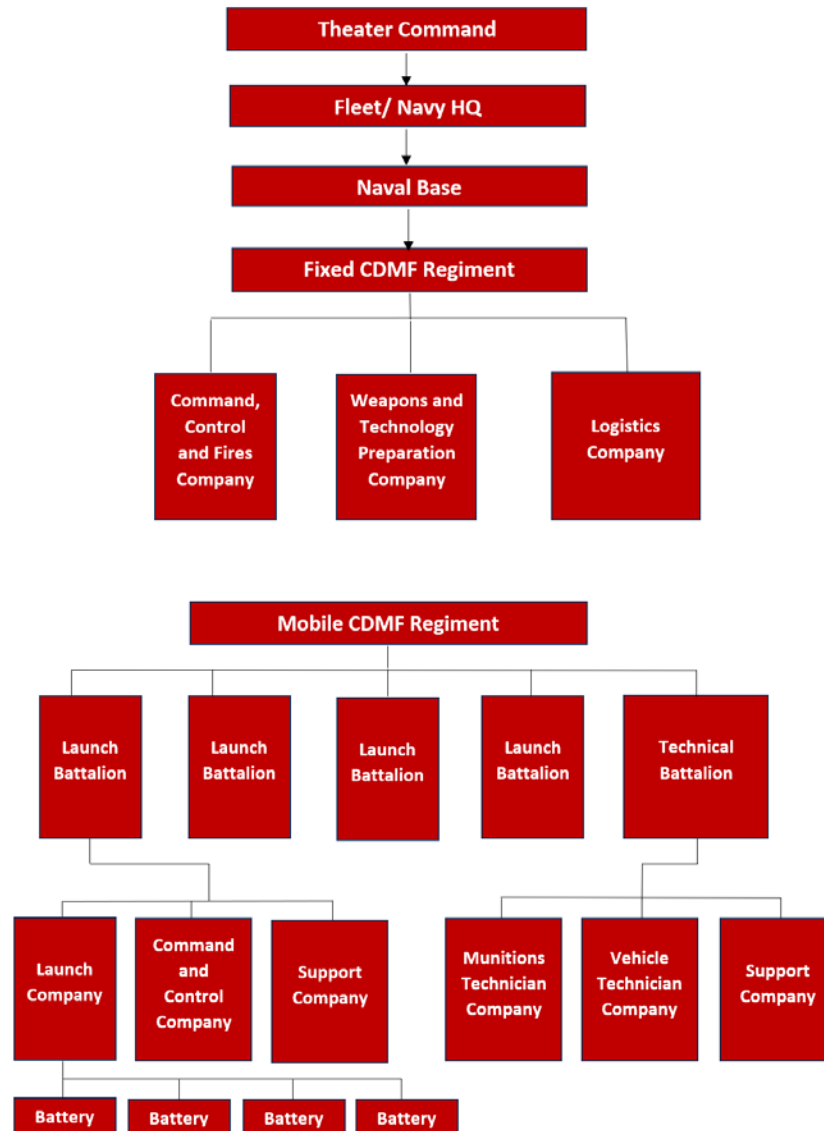 Theater Command
Fleet/ Navy HQ
Naval Base
Fixed CDMF Regiment
Command,
Control
and Fires
Company
Weapons and
Technology
Preparation
Company
Logistics
Company
Mobile CDMF Regiment
Launch
Battalion
Launch
Battalion
Launch
Battalion
Launch
Battalion
Technical
Battalion
Launch
Company
Command
and
Control
Company
Support
Company
Munitions
Technician
Company
Vehicle
Technician
Company
Support
Company
Battery
Battery
Battery
Battery